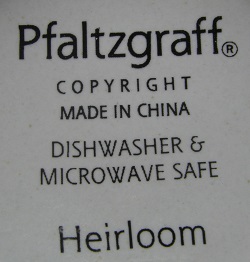 Pfaltzgraff®
COPYRIGHT
MADE IN CHINA
DISHWASHER &
MICROWAVE SAFE
Heirloom